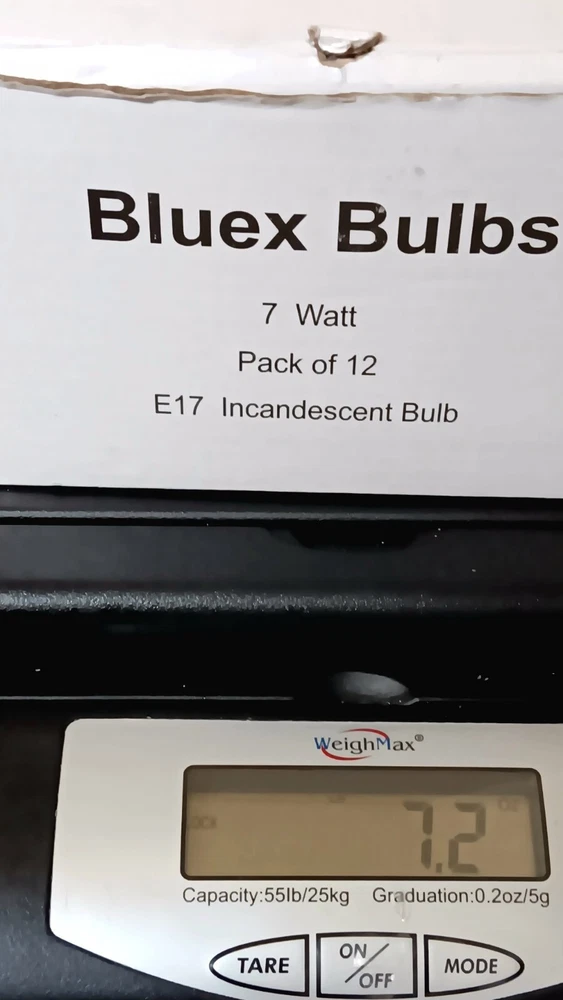 Bluex Bulbs
7 Watt
Pack of 12
E17 Incandescent Bulb
WeighMax®
oz
7.2
Capacity:55lb/25kg Graduation:0.2oz/5g
TARE ON/OFF MODE